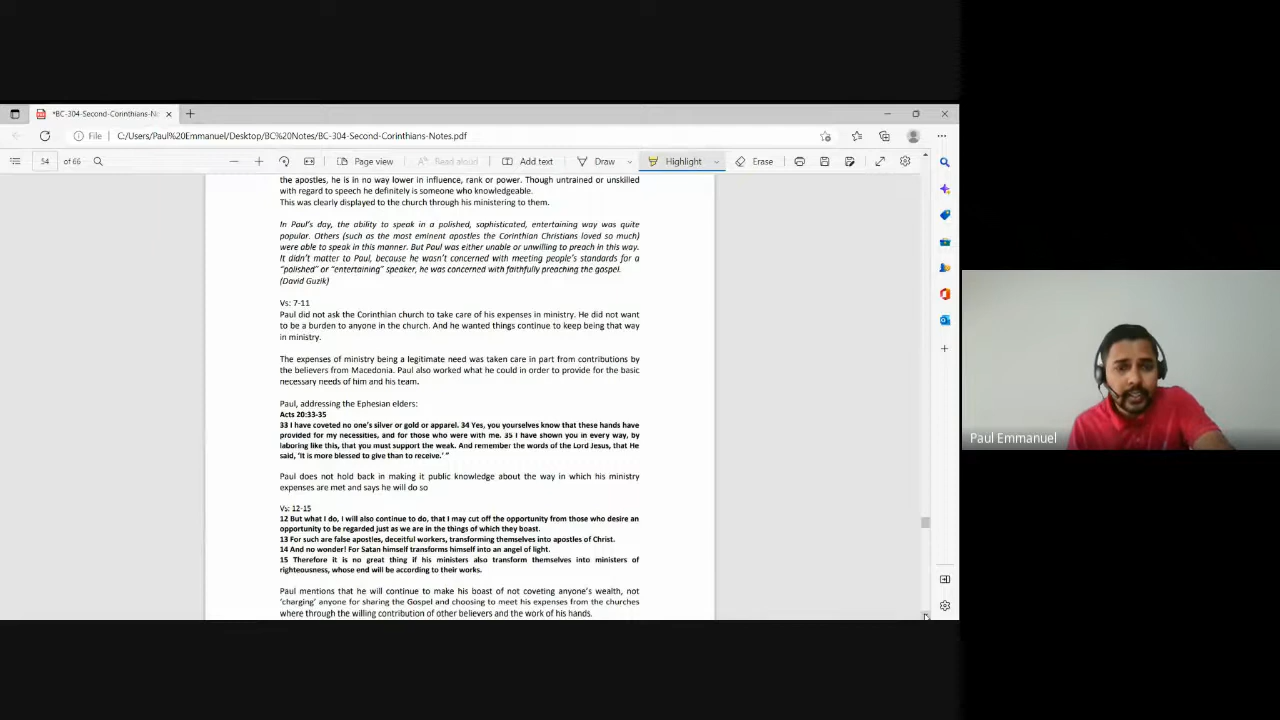 *BC-304-Second-Corinthians-No
File
C:/Users/Paul%20Emmanuel/Desktop/BC%20Notes/BC-304-Second-Corinthians-Notes.pdf
54 of 66
Page view
Read aloud
Add text
Draw
Highlight
Erase
the apostles, he is in no way lower in influence, rank or power. Though untrained or unskilled
with regard to speech he definitely is someone who knowledgeable.
This was clearly displayed to the church through his ministering to them.
In Paul's day, the ability to speak in a polished, sophisticated, entertaining way was quite
popular. Others (such as the most eminent apostles the Corinthian Christians loved so much)
were able to speak in this manner. But Paul was either unable or unwilling to preach in this way.
It didn't matter to Paul, because he wasn't concerned with meeting people's standards for a
"polished" or "entertaining" speaker, he was concerned with faithfully preaching the gospel.
(David Guzik)
Vs: 7-11
Paul did not ask the Corinthian church to take care of his expenses in ministry. He did not want
to be a burden to anyone in the church. And he wanted things continue to keep being that way
in ministry.
The expenses of ministry being a legitimate need was taken care in part from contributions by
the believers from Macedonia. Paul also worked what he could in order to provide for the basic
necessary needs of him and his team.
Paul, addressing the Ephesian elders:
Acts 20:33-35
33 I have coveted no one's silver or gold or apparel. 34 Yes, you yourselves know that these hands have
provided for my necessities, and for those who were with me. 35 I have shown you in every way, by
laboring like this, that you must support the weak. And remember the words of the Lord Jesus, that He
said, 'It is more blessed to give than to receive.' "
Paul does not hold back in making it public knowledge about the way in which his ministry
expenses are met and says he will do so
Vs: 12-15
12 But what I do, I will also continue to do, that I may cut off the opportunity from those who desire an
opportunity to be regarded just as we are in the things of which they boast.
13 For such are false apostles, deceitful workers, transforming themselves into apostles of Christ.
14 And no wonder! For Satan himself transforms himself into an angel of light.
15 Therefore it is no great thing if his ministers also transform themselves into ministers of
righteousness, whose end will be according to their works.
Paul mentions that he will continue to make his boast of not coveting anyone's wealth, not
'charging' anyone for sharing the Gospel and choosing to meet his expenses from the churches
where through the willing contribution of other believers and the work of his hands.
Paul Emmanuel